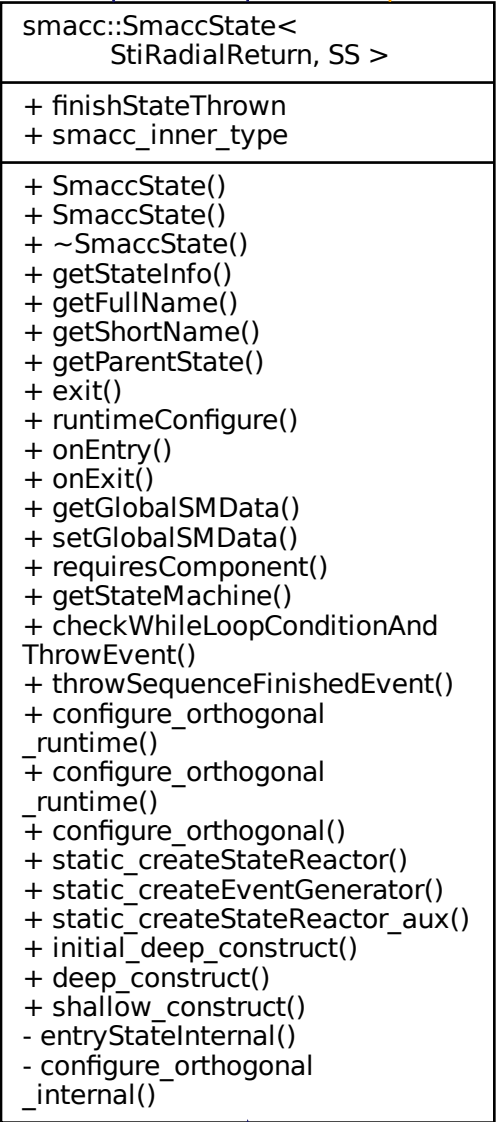 smacc::SmaccState<
StiRadialReturn, SS >
+ finishStateThrown
+ smacc_inner_type
+ SmaccState()
+ SmaccState()
+ ~SmaccState()
+ getStateInfo()
+ getFullName()
+ getShortName()
+ getParentState()
+ exit()
+ runtimeConfigure()
+ onEntry()
+ onExit()
+ getGlobalSMData()
+ setGlobalSMData()
+ requiresComponent()
+ getStateMachine()
+ checkWhileLoopConditionAnd
ThrowEvent()
+ throwSequenceFinishedEvent()
+ configure_orthogonal
_runtime()
+ configure_orthogonal
_runtime()
+ configure_orthogonal()
+ static_createStateReactor()
+ static_createEventGenerator()
+ static_createStateReactor_aux()
+ initial_deep_construct()
+ deep_construct()
+ shallow_construct()
- entryStateInternal()
- configure_orthogonal
_internal()